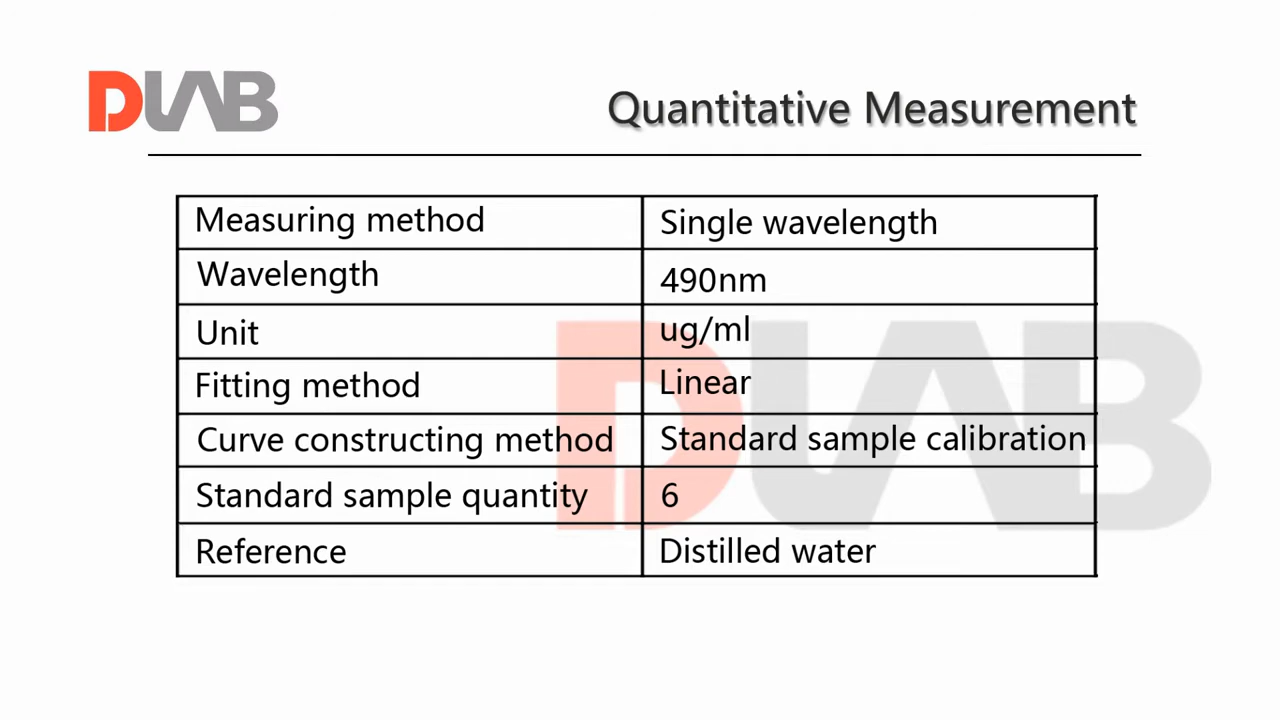 DLAB
Quantitative Measurement
Measuring method Single wavelength
Wavelength 490nm
Unit ug/ml
Fitting method Linear
Curve constructing method Standard sample calibration
Standard sample quantity 6
Reference Distilled water
DLAB